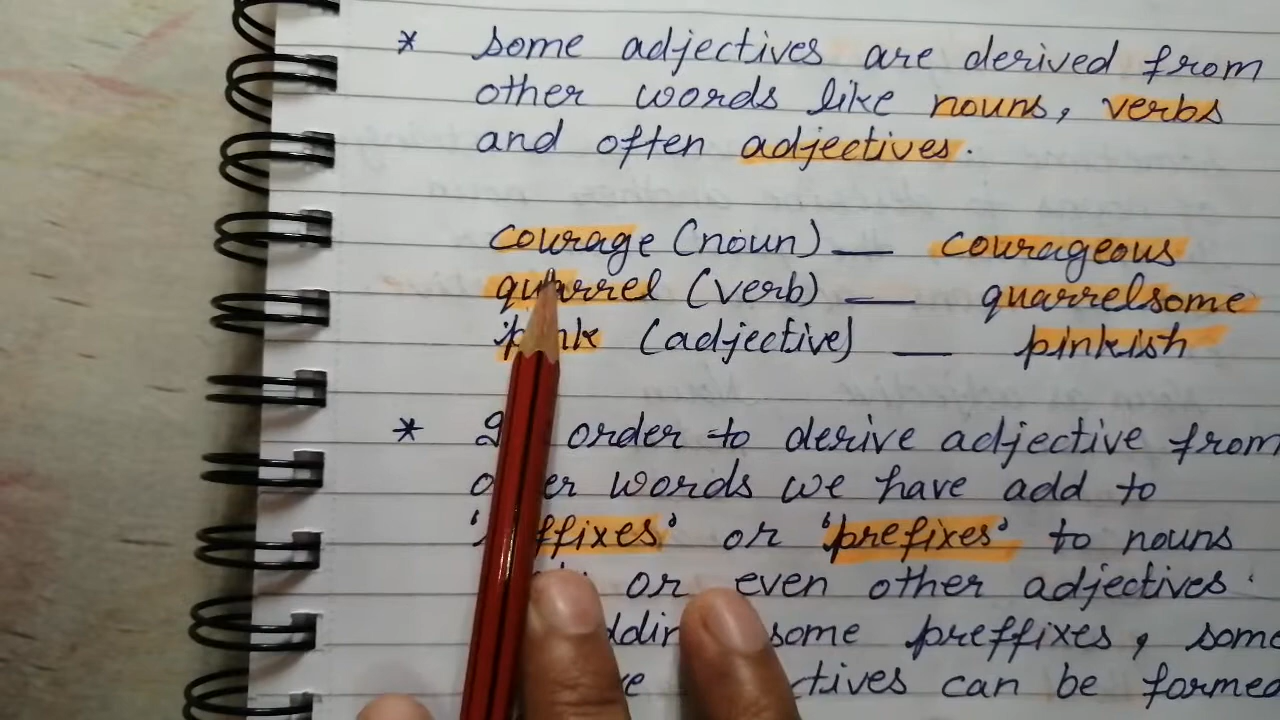 * some adjectives are derived from
other words like nouns, verbs
and often adjectives.
courage (noun) — courageous
quarrel (verb) — quarrelsome
pink (adjective) — pinkish
* order to derive adjective from
words we have add to
or 'prefixes' to nouns
or even other adjectives.
some preffixes, some
can be formed